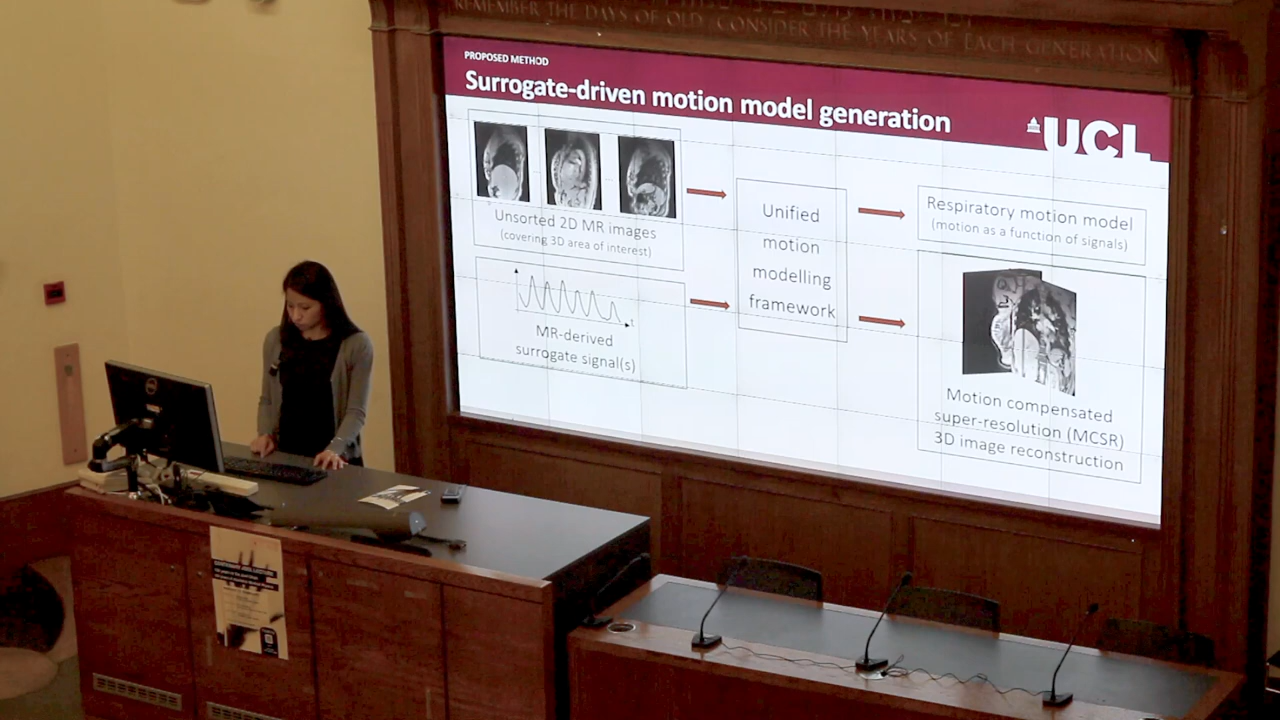 REMEMBER THE DAYS OF OLD, CONSIDER THE YEARS OF EACH GENERATION
PROPOSED METHOD
Surrogate-driven motion model generation
UCL
Unsorted 2D MR images
(covering 3D area of interest)
t
MR-derived
surrogate signal(s)
Unified
motion
modelling
framework
Respiratory motion model
(motion as a function of signals)
Motion compensated
super-resolution (MCSR)
3D image reconstruction